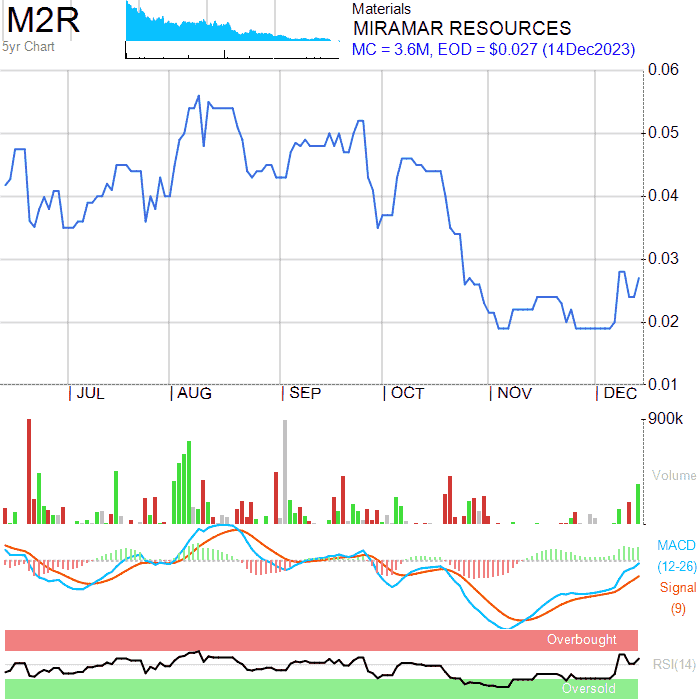 M2R
5yr Chart
Materials
MIRAMAR RESOURCES
MC = 3.6M, EOD = $0.027 (14Dec2023)
0.06
0.05
0.04
0.03
0.02
0.01
JUL AUG SEP OCT NOV DEC
900k
Volume
MACD
(12-26)
Signal
(9)
Overbought
RSI(14)
Oversold